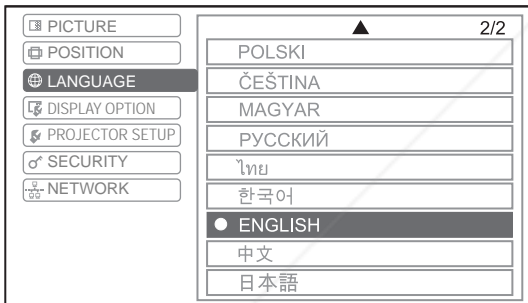 PICTURE
POSITION
LANGUAGE
DISPLAY OPTION
PROJECTOR SETUP
SECURITY
NETWORK
▲ 2/2
POLSKI
ČEŠTINA
MAGYAR
РУССКИЙ
ไทย
한국어
ENGLISH
中文
日本語